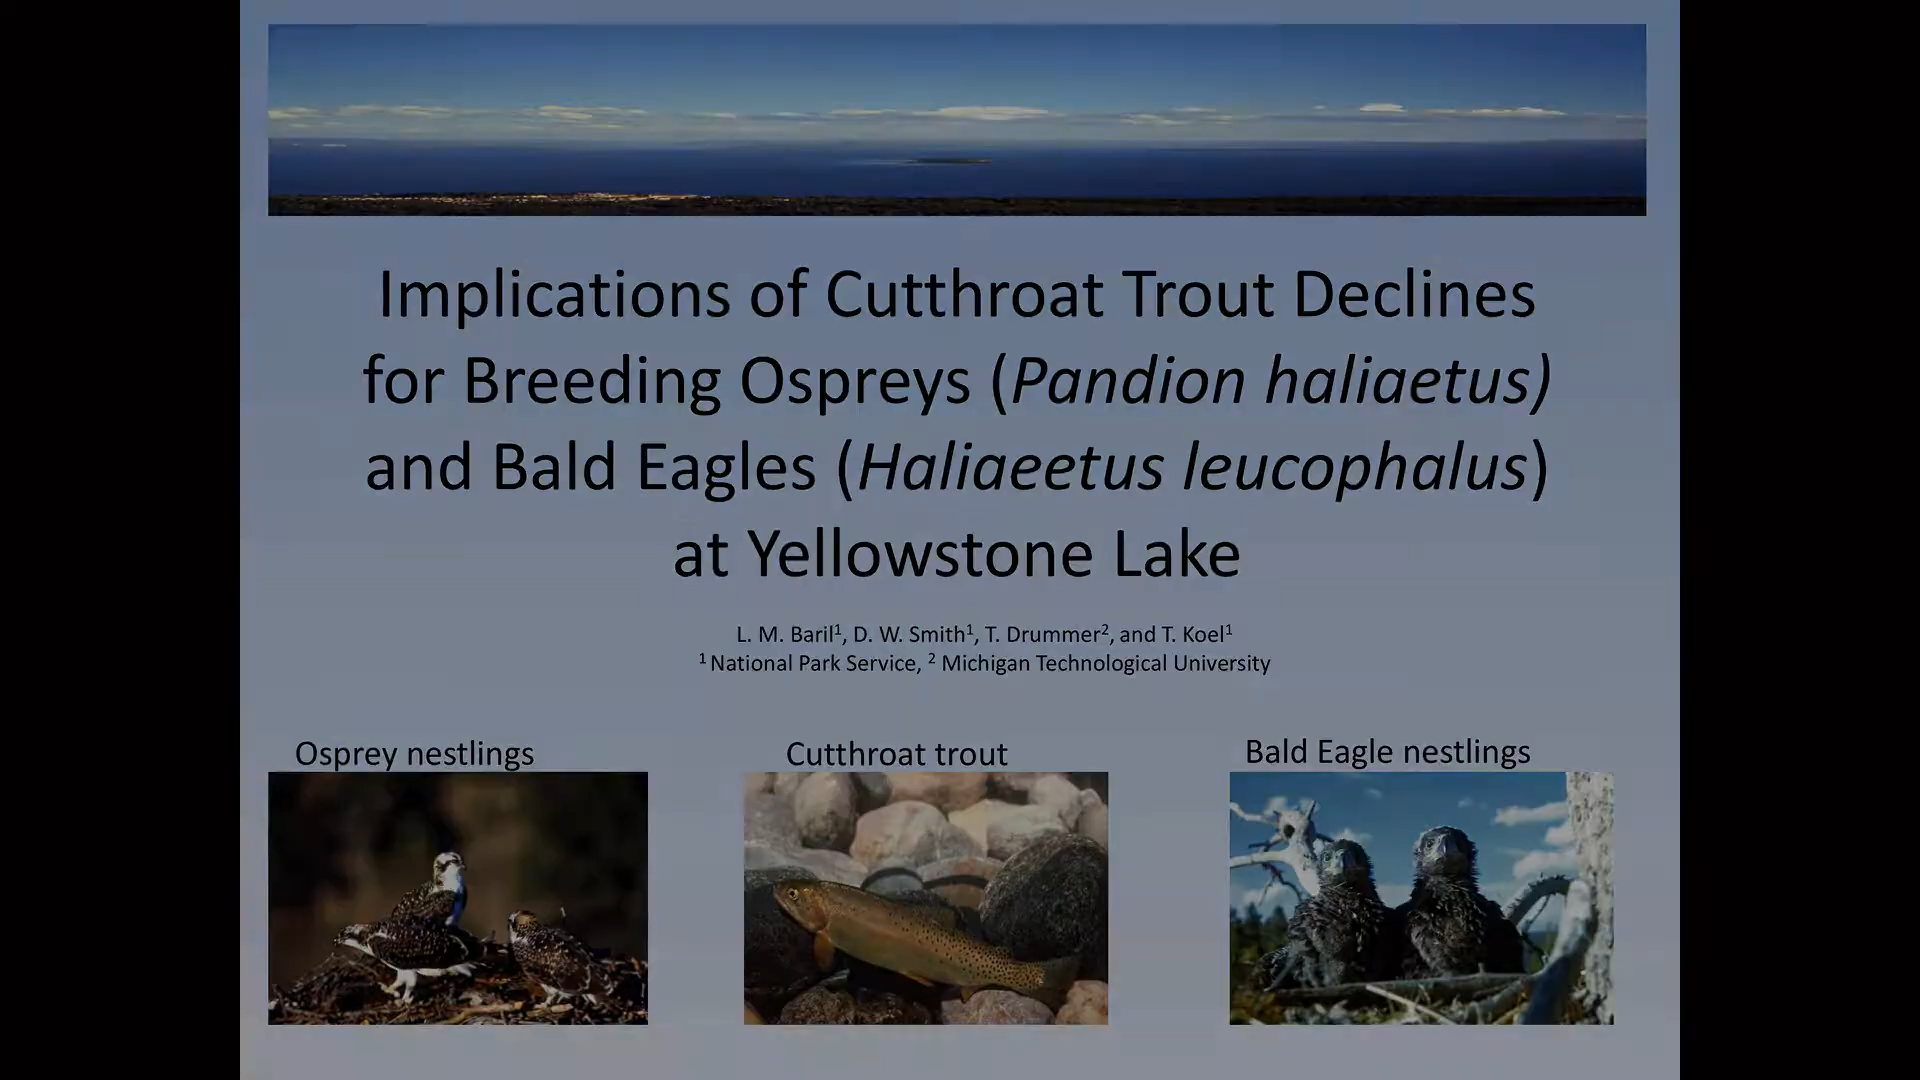 Implications of Cutthroat Trout Declines
for Breeding Ospreys (Pandion haliaetus)
and Bald Eagles (Haliaeetus leucophalus)
at Yellowstone Lake
L. M. Baril¹, D. W. Smith¹, T. Drummer², and T. Koel¹
¹ National Park Service, ² Michigan Technological University
Osprey nestlings
Cutthroat trout
Bald Eagle nestlings